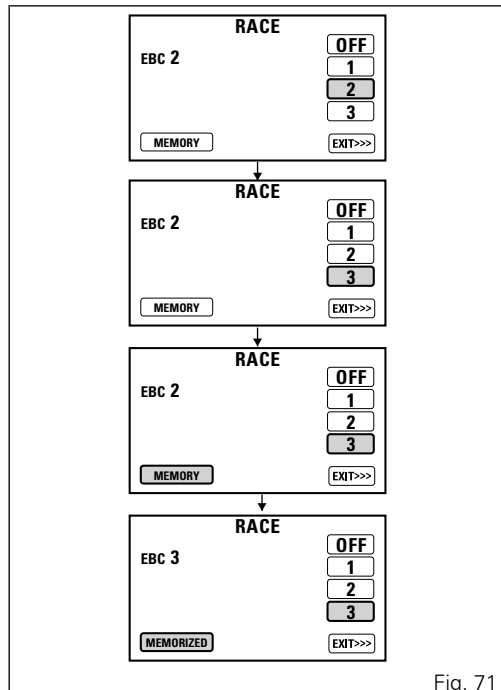 RACE
EBC 2
OFF
1
2
3
MEMORY
EXIT>>>
RACE
EBC 2
OFF
1
2
3
MEMORY
EXIT>>>
RACE
EBC 2
OFF
1
2
3
MEMORY
EXIT>>>
RACE
EBC 3
OFF
1
2
3
MEMORIZED
EXIT>>>
Fig. 71